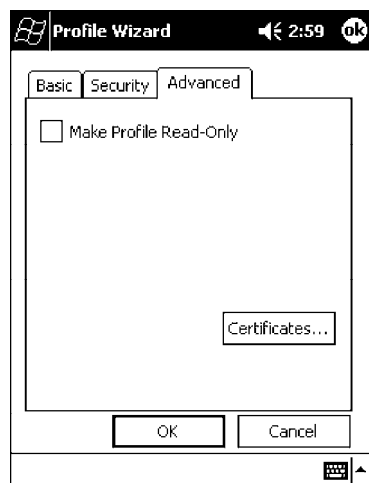 Profile Wizard 2:59 ok
Basic Security Advanced
Make Profile Read-Only
Certificates...
OK Cancel